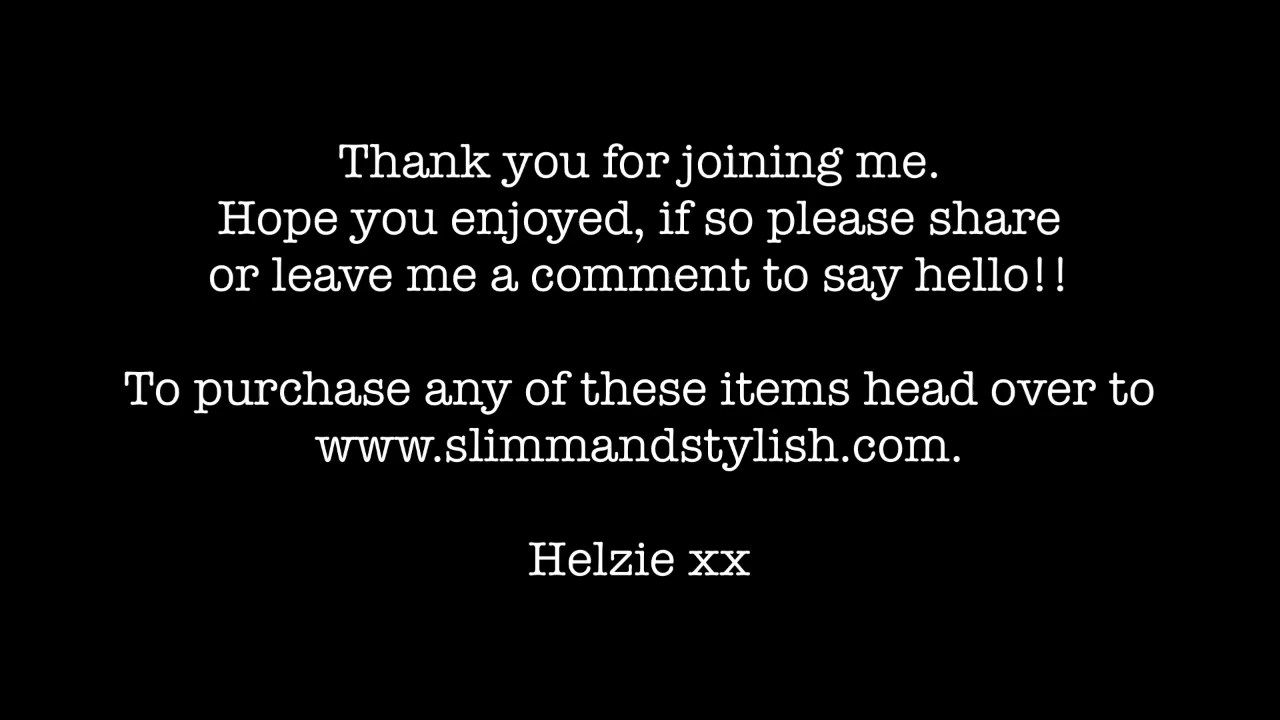 Thank you for joining me.
Hope you enjoyed, if so please share
or leave me a comment to say hello!!
To purchase any of these items head over to
www.slimmandstylish.com.
Helzie xx